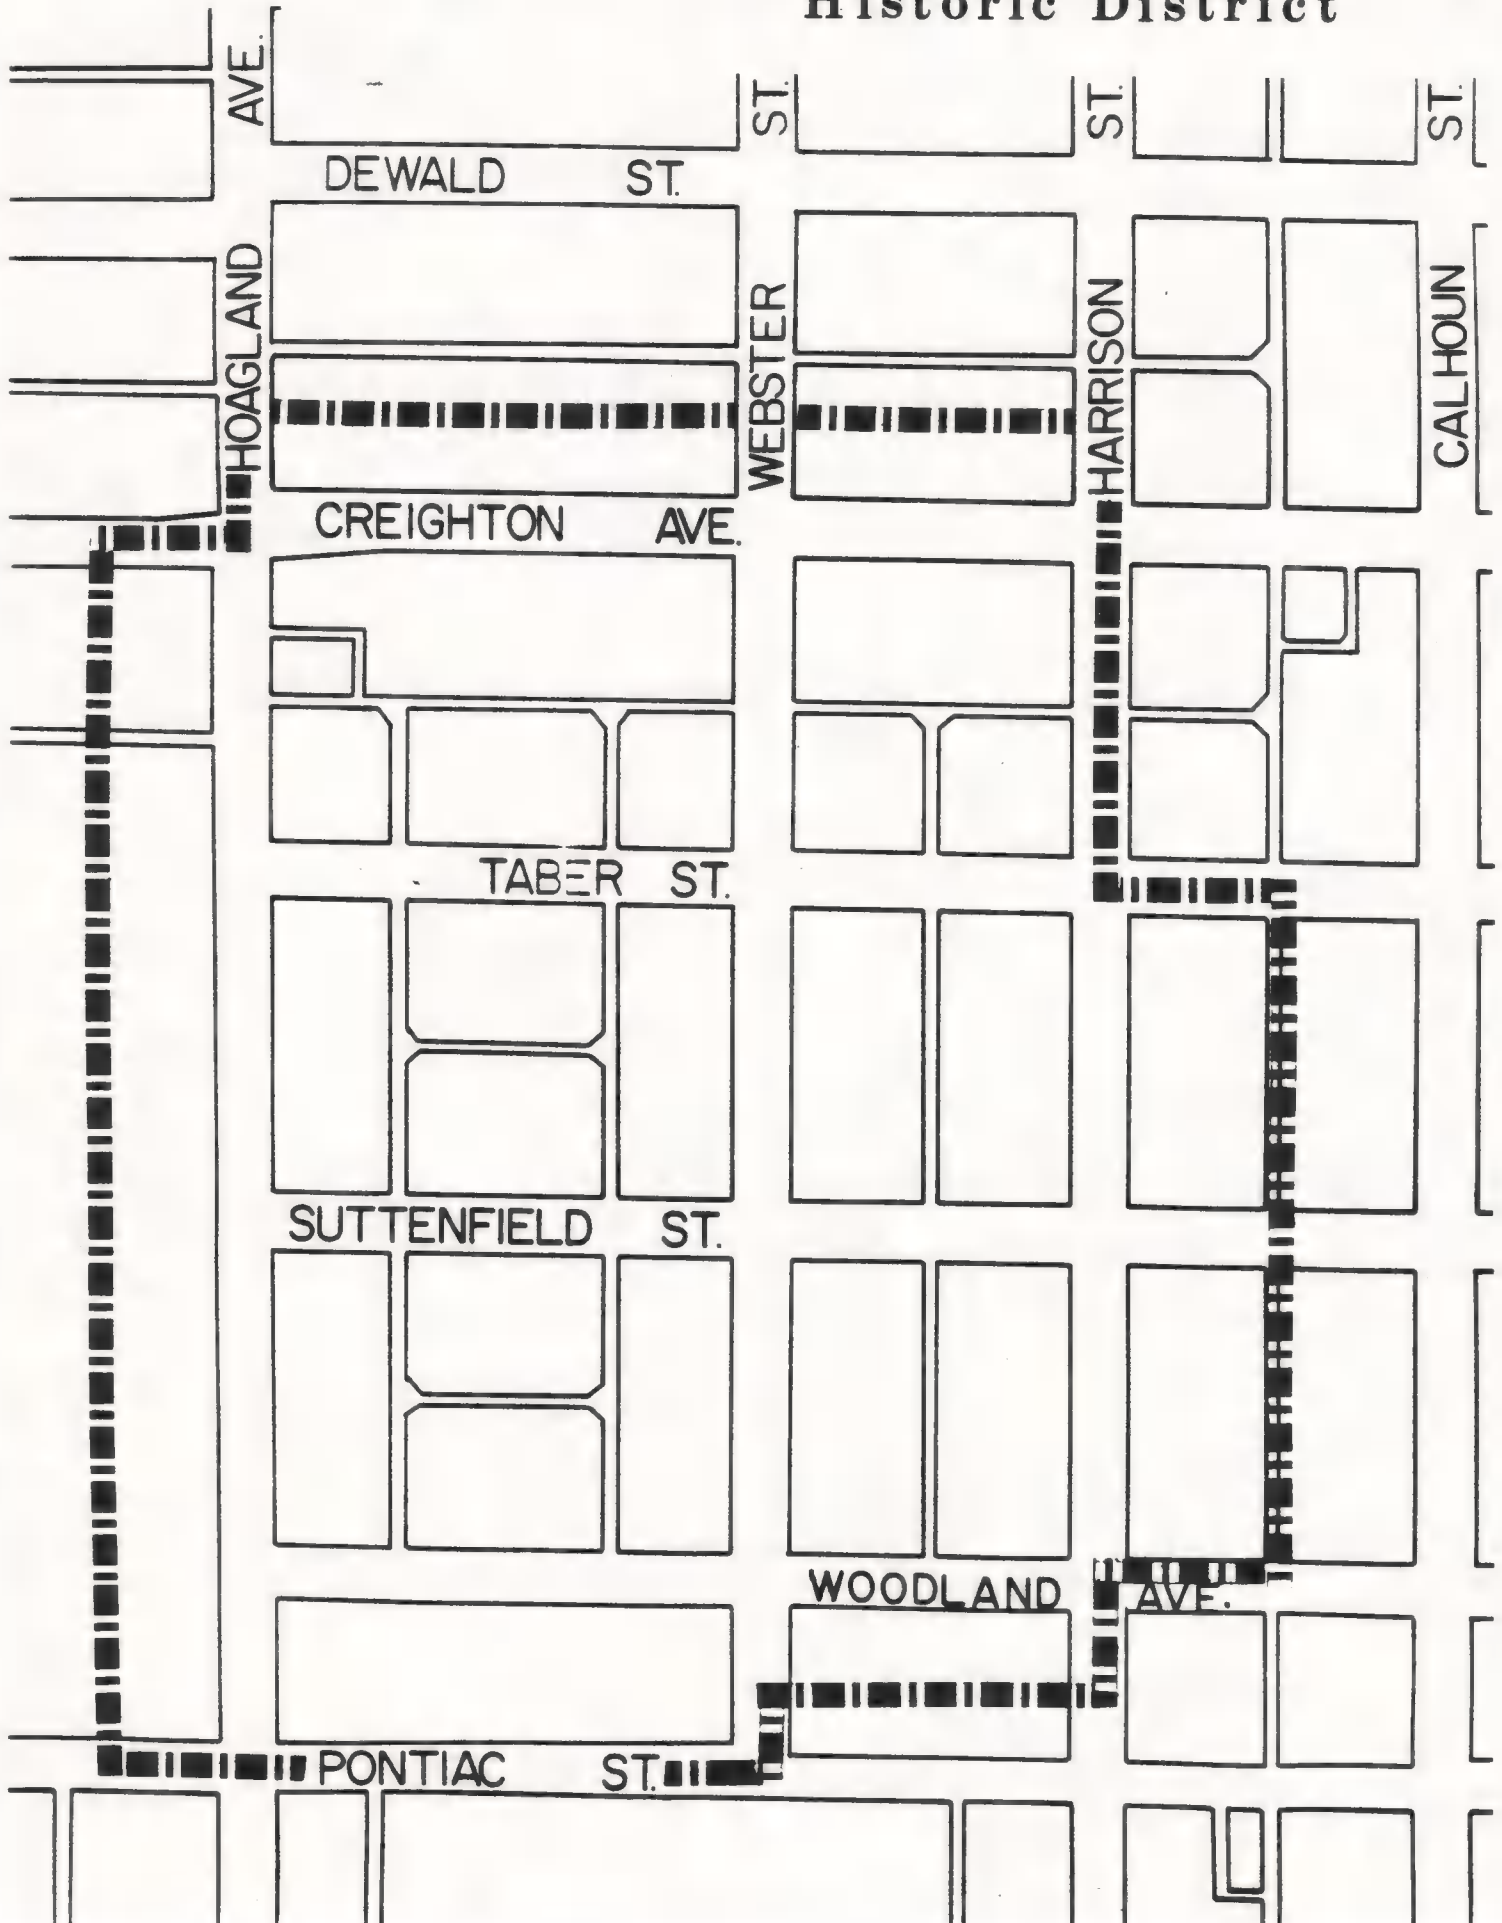 Historic District
HOAGLAND AVE.
WEBSTER ST.
HARRISON ST.
CALHOUN ST.
DEWALD ST.
CREIGHTON AVE.
TABER ST.
SUTTENFIELD ST.
WOODLAND AVE.
PONTIAC ST.